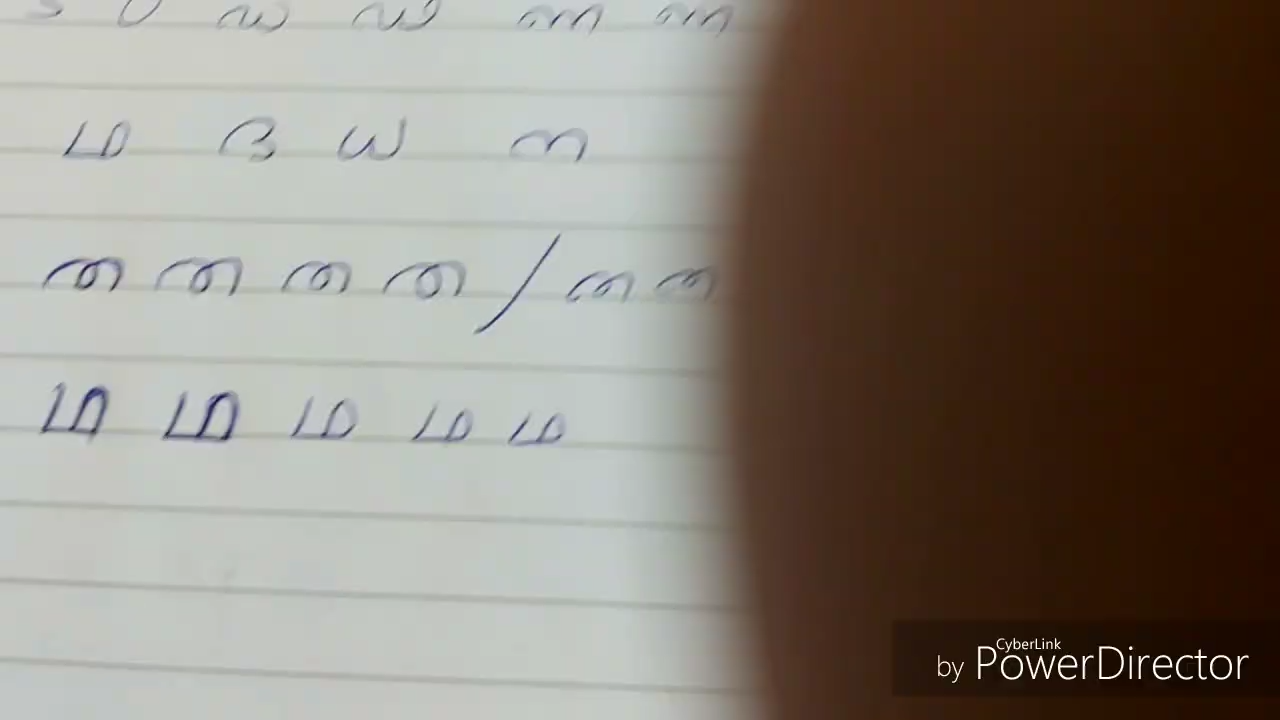 ഥ ദ ധ ന
ത ത ത ത / ത ത
ഥ ഥ ഥ ഥ ഥ
CyberLink
by PowerDirector